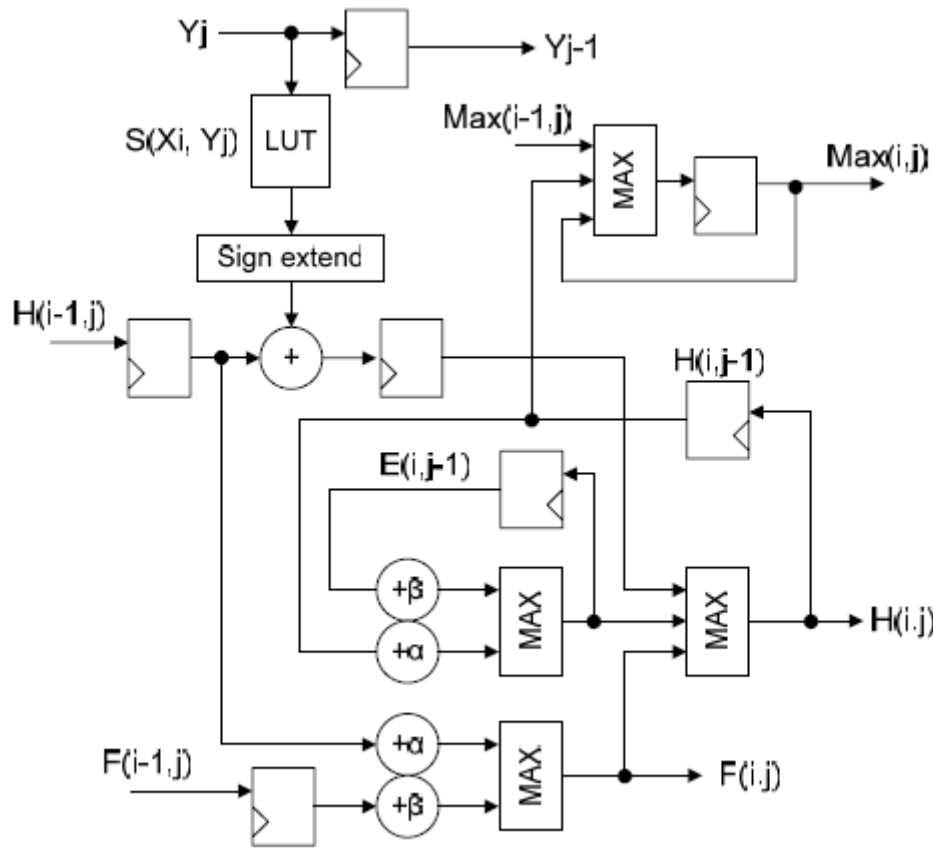 Yj
Yj-1
S(Xi, Yj)
LUT
Max(i-1,j)
MAX
Max(i,j)
Sign extend
H(i-1,j)
+
H(i,j-1)
E(i,j-1)
+β
MAX
MAX
+α
H(i.j)
+α
F(i-1,j)
MAX
F(i.j)
+β